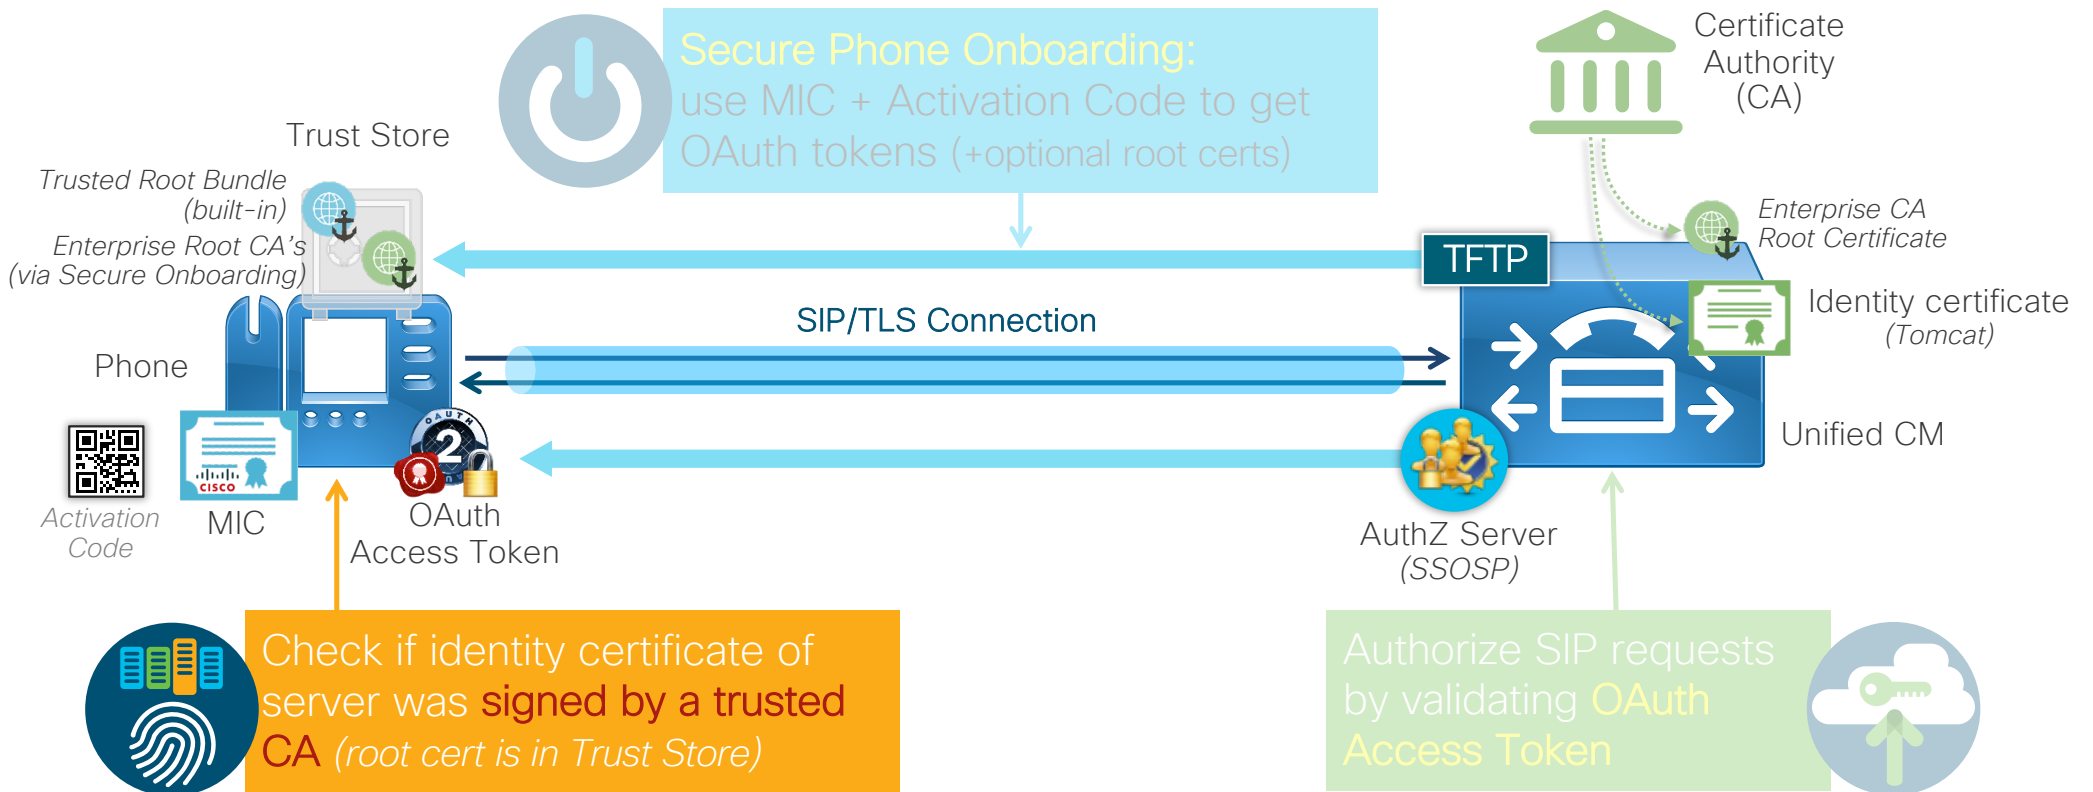 Secure Phone Onboarding:
use MIC + Activation Code to get
OAuth tokens (+optional root certs)
Certificate
Authority
(CA)
Trust Store
Trusted Root Bundle
(built-in)
Enterprise Root CA's
(via Secure Onboarding)
Enterprise CA
Root Certificate
TFTP
Identity certificate
(Tomcat)
SIP/TLS Connection
Phone
Unified CM
OAUTH
2
CISCO
Activation
Code
MIC
OAuth
Access Token
AuthZ Server
(SSOSP)
Check if identity certificate of
server was signed by a trusted
CA (root cert is in Trust Store)
Authorize SIP requests
by validating OAuth
Access Token